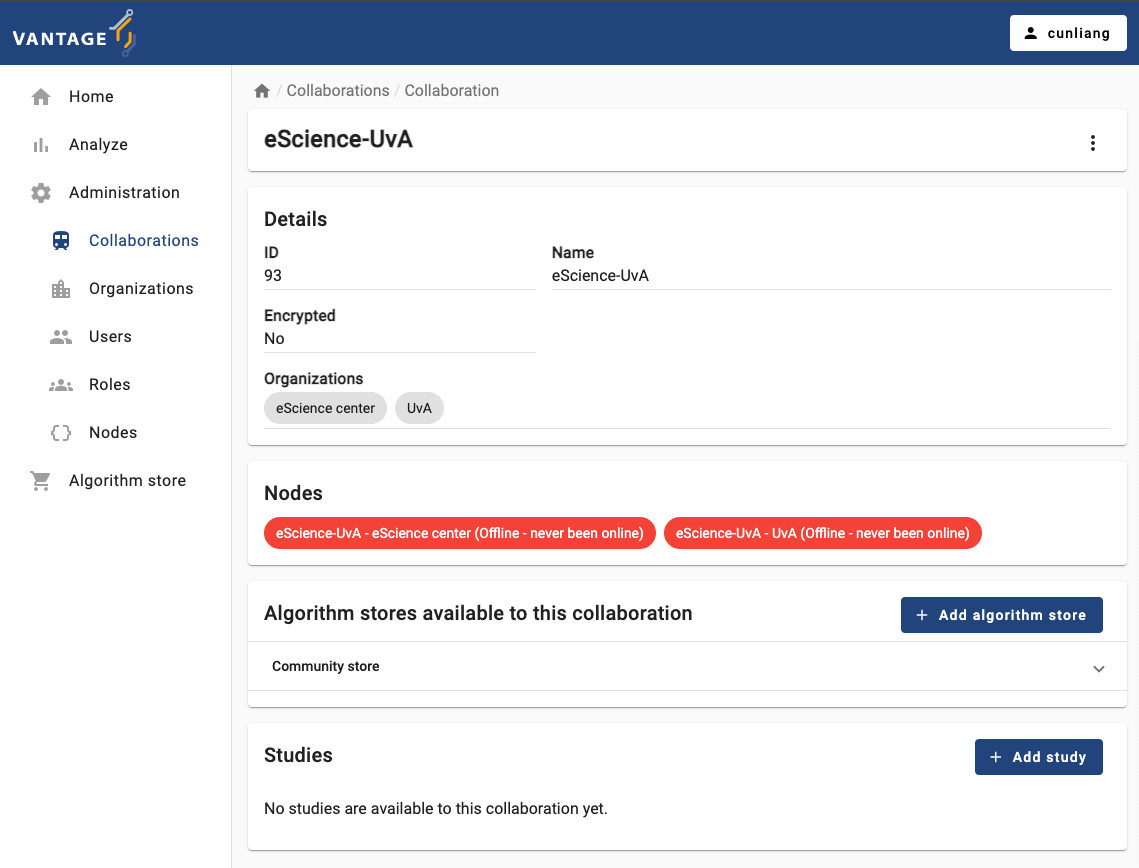 VANTAGE
cunliang
Home
Analyze
Administration
Collaborations
Organizations
Users
Roles
Nodes
Algorithm store
/ Collaborations / Collaboration
eScience-UvA
Details
ID
Name
93
eScience-UvA
Encrypted
No
Organizations
eScience center
UvA
Nodes
eScience-UvA - eScience center (Offline - never been online)
eScience-UvA - UvA (Offline - never been online)
Algorithm stores available to this collaboration
+ Add algorithm store
Community store
Studies
+ Add study
No studies are available to this collaboration yet.